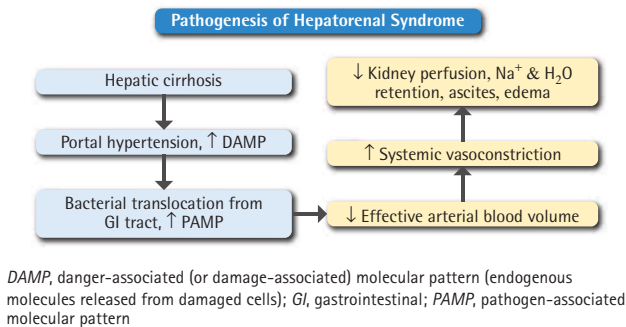 Pathogenesis of Hepatorenal Syndrome
Hepatic cirrhosis
Portal hypertension, ↑ DAMP
Bacterial translocation from
GI tract, ↑ PAMP
↓ Effective arterial blood volume
↑ Systemic vasoconstriction
↓ Kidney perfusion, Na⁺ & H₂O
retention, ascites, edema
DAMP, danger-associated (or damage-associated) molecular pattern (endogenous
molecules released from damaged cells); GI, gastrointestinal; PAMP, pathogen-associated
molecular pattern